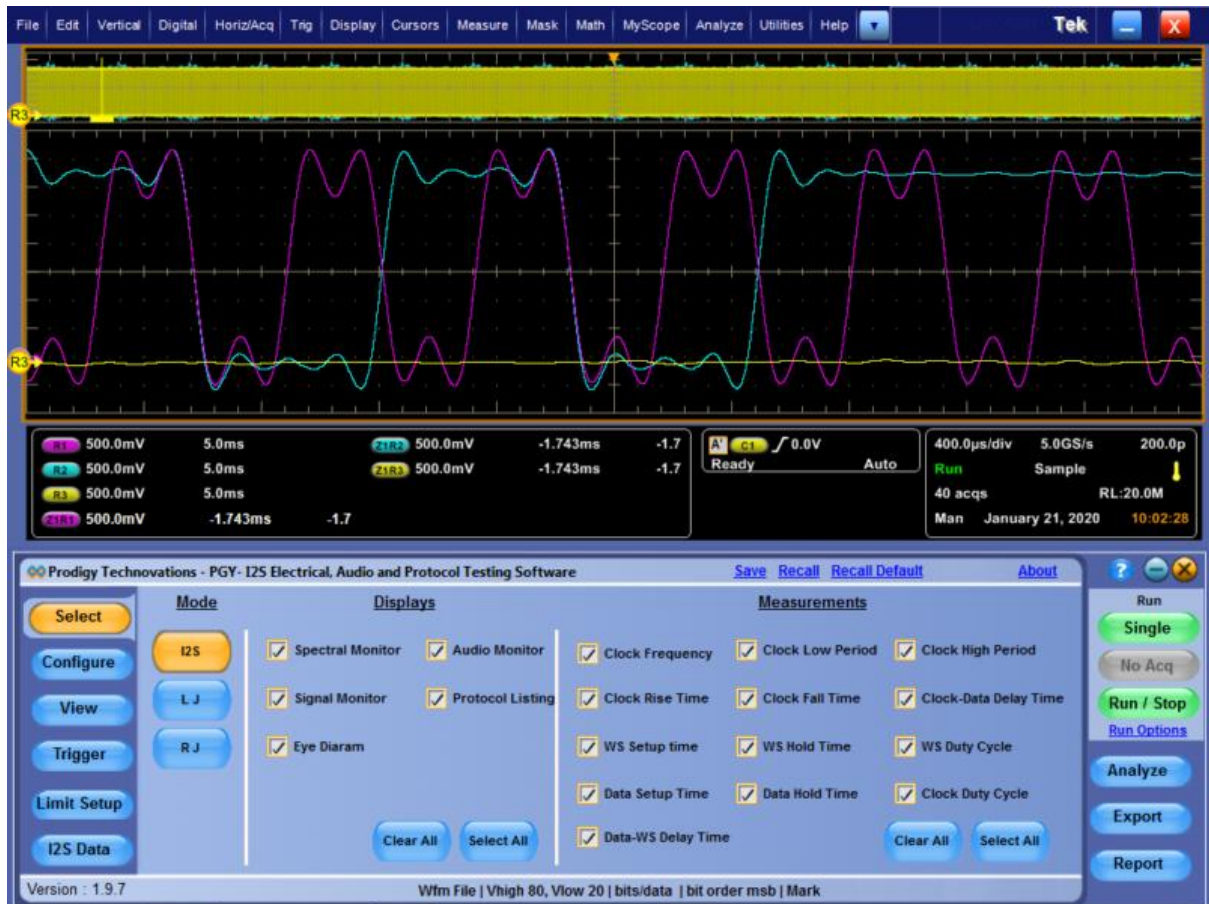 File Edit Vertical Digital Horiz/Acq Trig Display Cursors Measure Mask Math MyScope Analyze Utilities Help Tek X
R3
R3
R1 500.0mV 5.0ms Z1R2 500.0mV -1.743ms -1.7 A' C1 0.0V 400.0µs/div 5.0GS/s 200.0p
R2 500.0mV 5.0ms Z1R3 500.0mV -1.743ms -1.7 Ready Auto Run Sample
R3 500.0mV 5.0ms 40 acqs RL:20.0M
Z1R1 500.0mV -1.743ms -1.7 Man January 21, 2020 10:02:28
Prodigy Technovations - PGY- I2S Electrical, Audio and Protocol Testing Software Save Recall Recall Default About ?
Select Mode Displays Measurements Run
I2S Spectral Monitor Audio Monitor Clock Frequency Clock Low Period Clock High Period Single
Configure No Acq
L J Signal Monitor Protocol Listing Clock Rise Time Clock Fall Time Clock-Data Delay Time
View Run / Stop
Run Options
Trigger R J Eye Diaram WS Setup time WS Hold Time WS Duty Cycle
Analyze
Limit Setup Data Setup Time Data Hold Time Clock Duty Cycle
Export
I2S Data Clear All Select All Data-WS Delay Time Clear All Select All
Report
Version : 1.9.7 Wfm File | Vhigh 80, Vlow 20 | bits/data | bit order msb | Mark